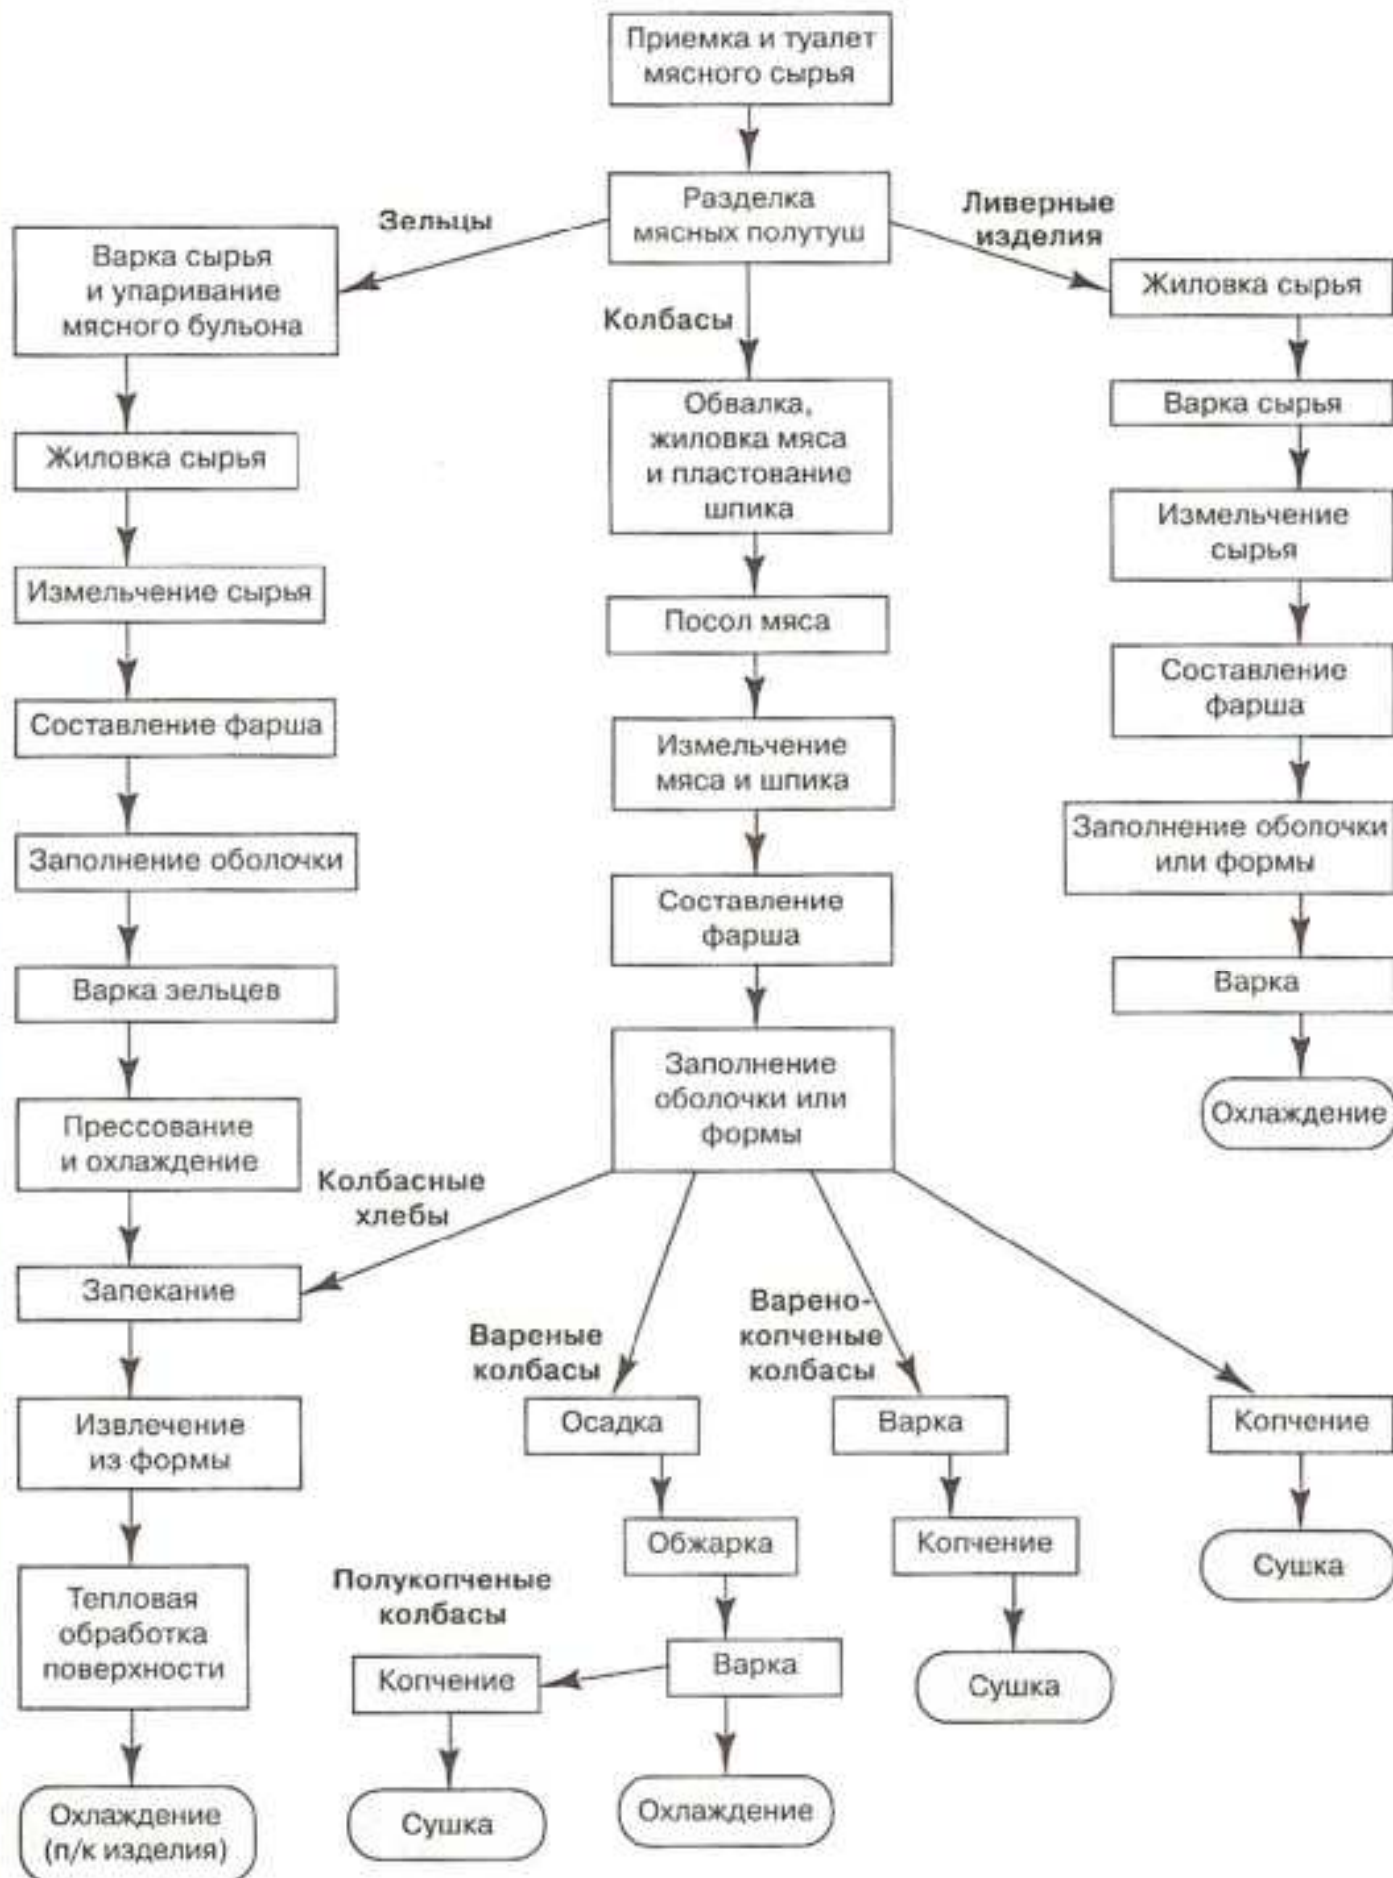 Приемка и туалет
мясного сырья
Разделка
мясных полутуш
Зельцы
Ливерные
изделия
Колбасы
Варка сырья
и упаривание
мясного бульона
Жиловка сырья
Измельчение сырья
Составление фарша
Заполнение оболочки
Варка зельцев
Прессование
и охлаждение
Запекание
Извлечение
из формы
Тепловая
обработка
поверхности
Охлаждение
(п/к изделия)
Обвалка,
жиловка мяса
и пластование
шпика
Посол мяса
Измельчение
мяса и шпика
Составление
фарша
Заполнение
оболочки или
формы
Жиловка сырья
Варка сырья
Измельчение
сырья
Составление
фарша
Заполнение оболочки
или формы
Варка
Охлаждение
Колбасные
хлебы
Вареные
колбасы
Осадка
Обжарка
Варка
Охлаждение
Полукопченые
колбасы
Копчение
Сушка
Варено-
копченые
колбасы
Варка
Копчение
Сушка
Копчение
Сушка